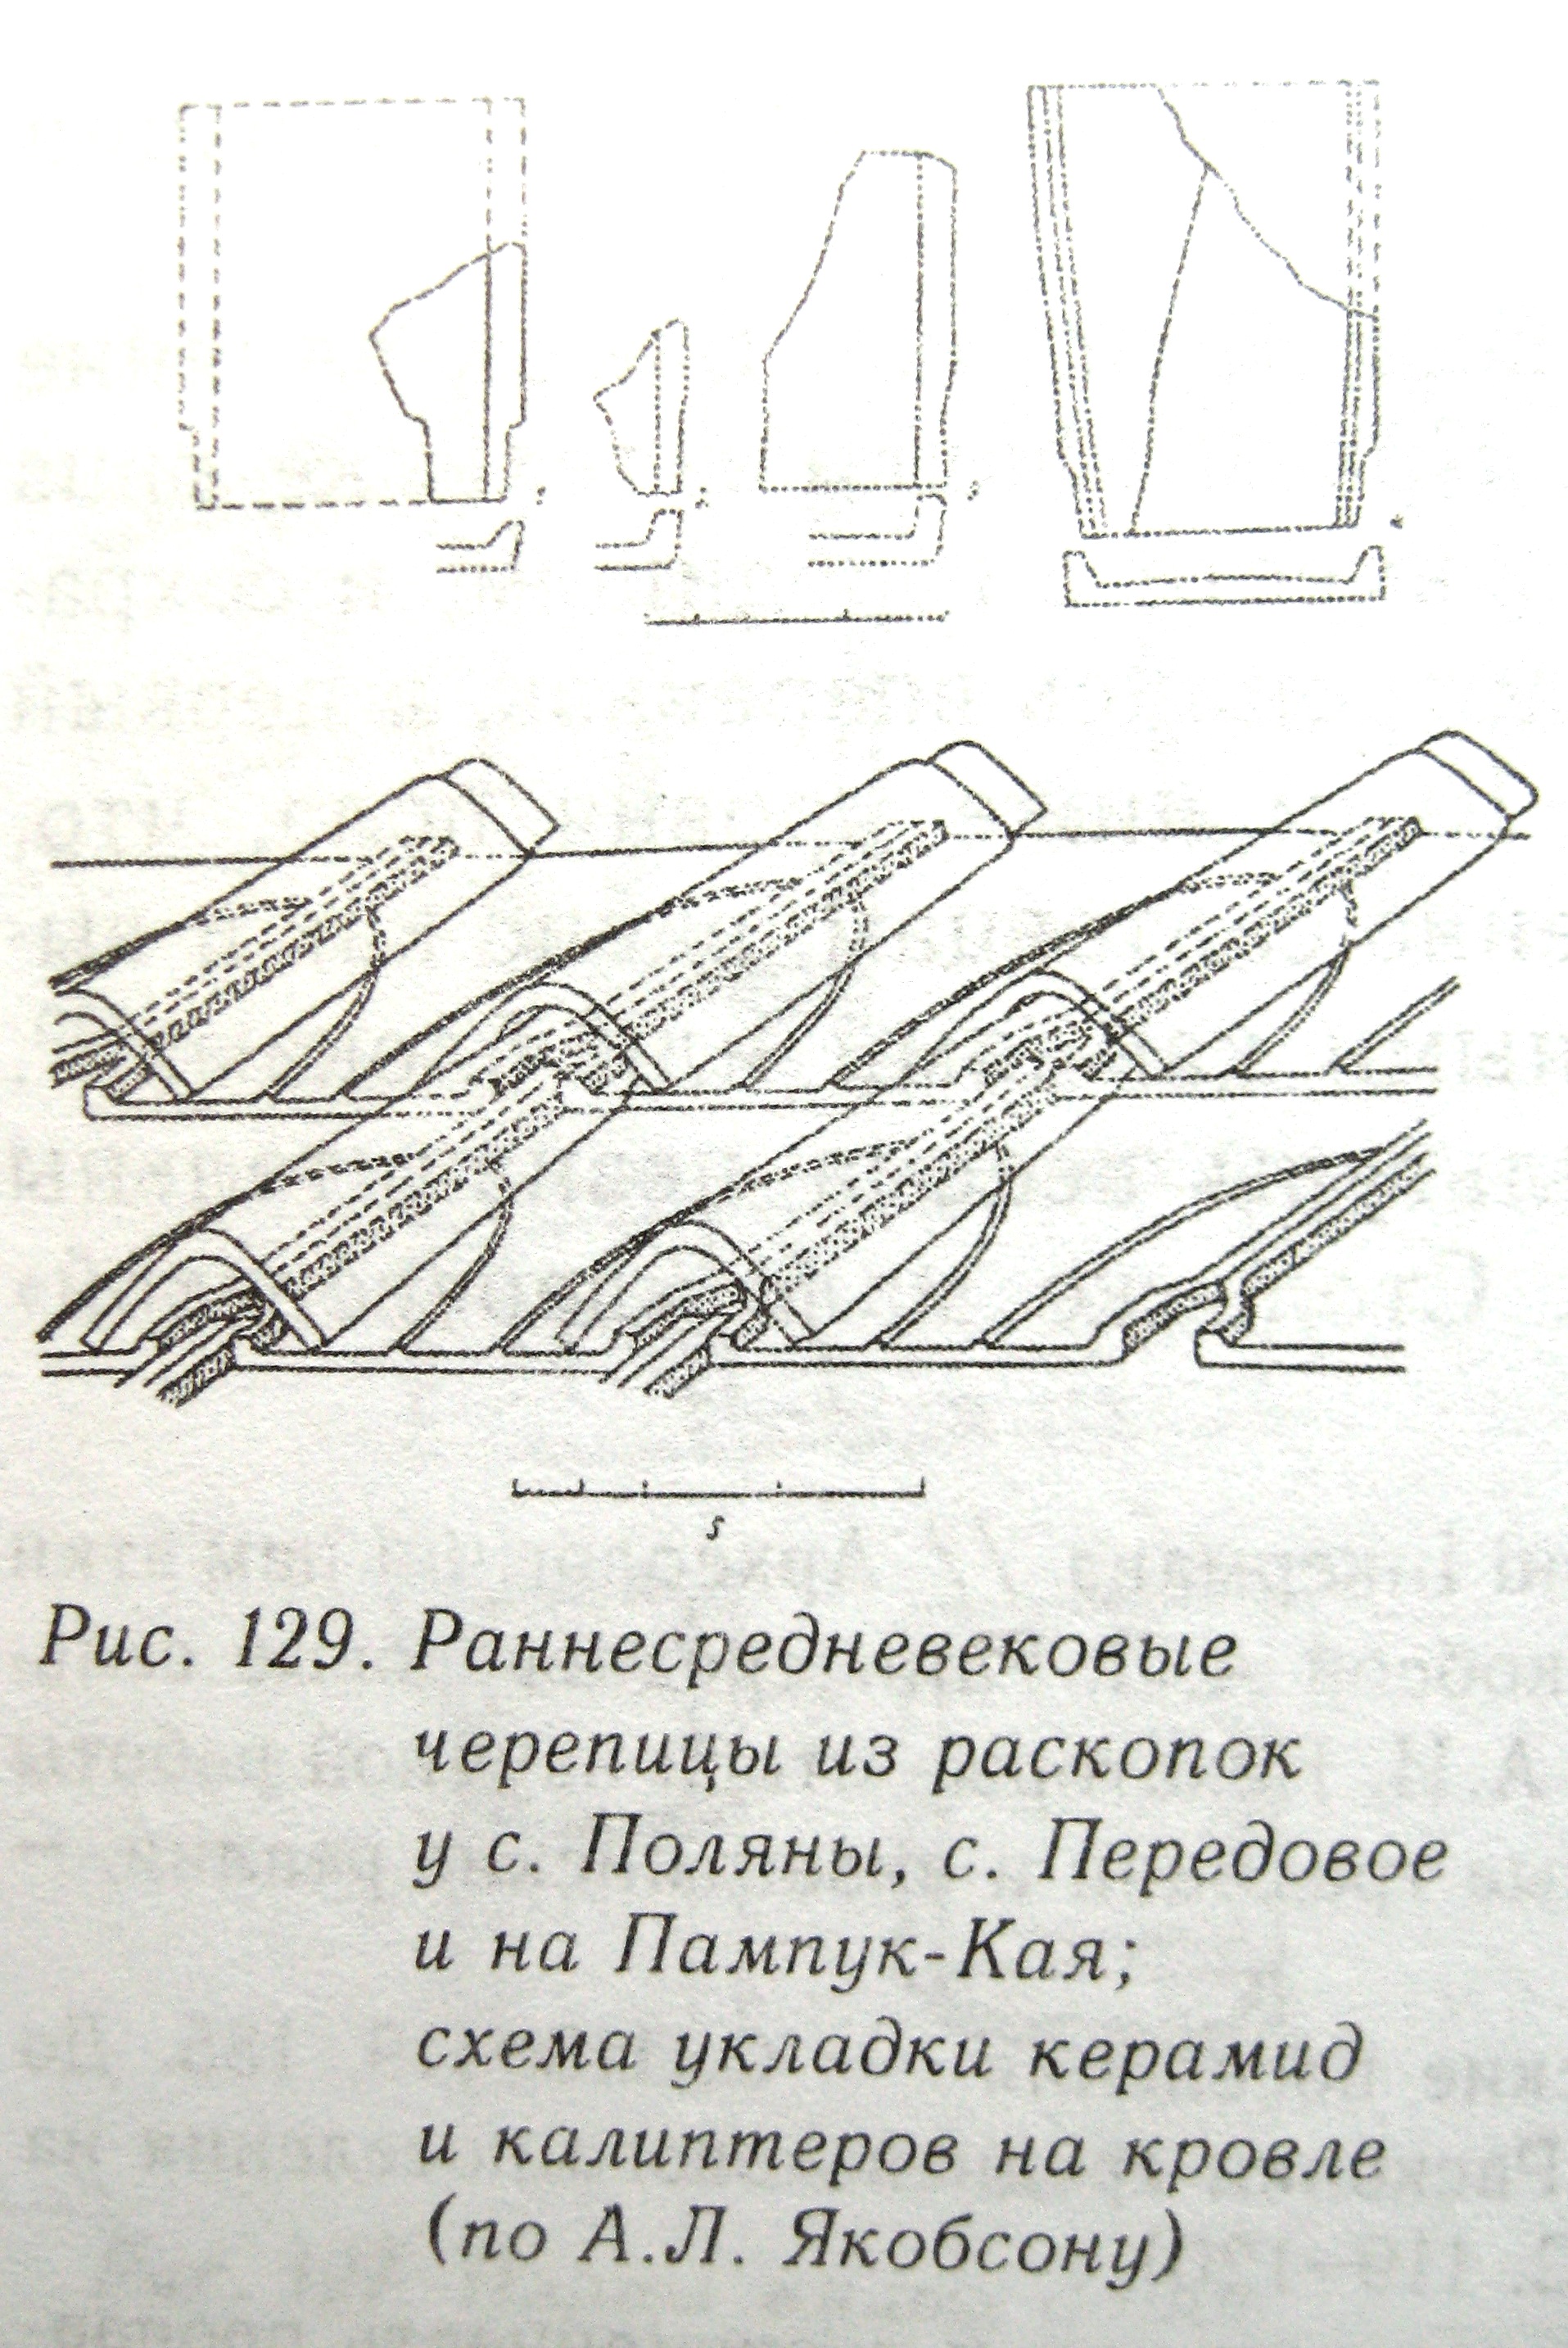 5
Рис. 129. Раннесредневековые
черепицы из раскопок
у с. Поляны, с. Передовое
и на Пампук-Кая;
схема укладки керамид
и калиптеров на кровле
(по А.Л. Якобсону)